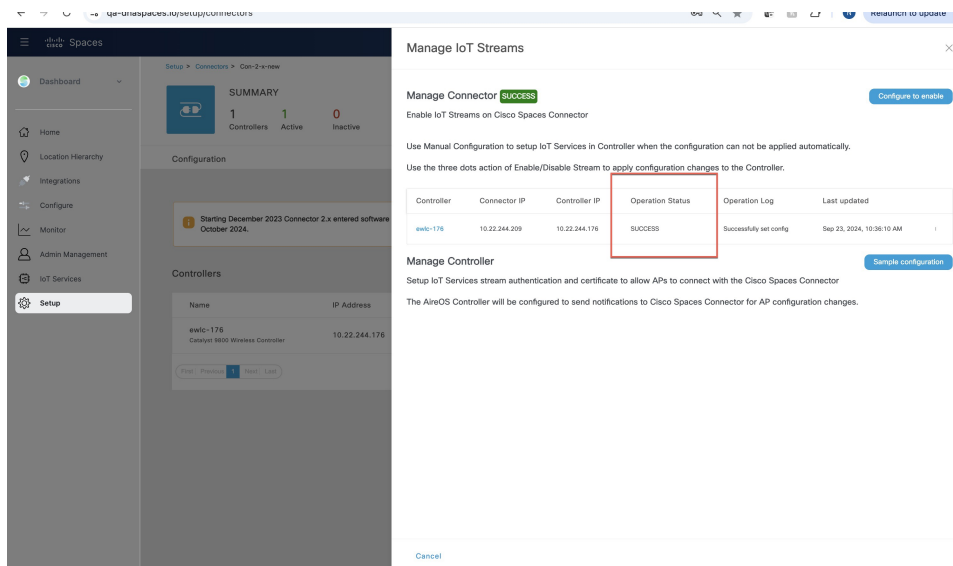 qa-dnaspaces.io/setup/connectors
Relaunch to update
cisco Spaces
Manage IoT Streams
Setup > Connectors > Con-2-x-new
Dashboard
SUMMARY
1 1 0
Controllers Active Inactive
Manage Connector SUCCESS
Configure to enable
Enable IoT Streams on Cisco Spaces Connector
Home
Location Hierarchy
Integrations
Configure
Monitor
Admin Management
IoT Services
Setup
Configuration
Use Manual Configuration to setup IoT Services in Controller when the configuration can not be applied automatically.
Use the three dots action of Enable/Disable Stream to apply configuration changes to the Controller.
Starting December 2023 Connector 2.x entered software
October 2024.
Controller Connector IP Controller IP Operation Status Operation Log Last updated
ewlc-176 10.22.244.209 10.22.244.176 SUCCESS Successfully set config Sep 23, 2024, 10:36:10 AM
Manage Controller
Sample configuration
Setup IoT Services stream authentication and certificate to allow APs to connect with the Cisco Spaces Connector
The AireOS Controller will be configured to send notifications to Cisco Spaces Connector for AP configuration changes.
Controllers
Name IP Address
ewlc-176 10.22.244.176
Catalyst 9800 Wireless Controller
First Previous 1 Next Last
Cancel